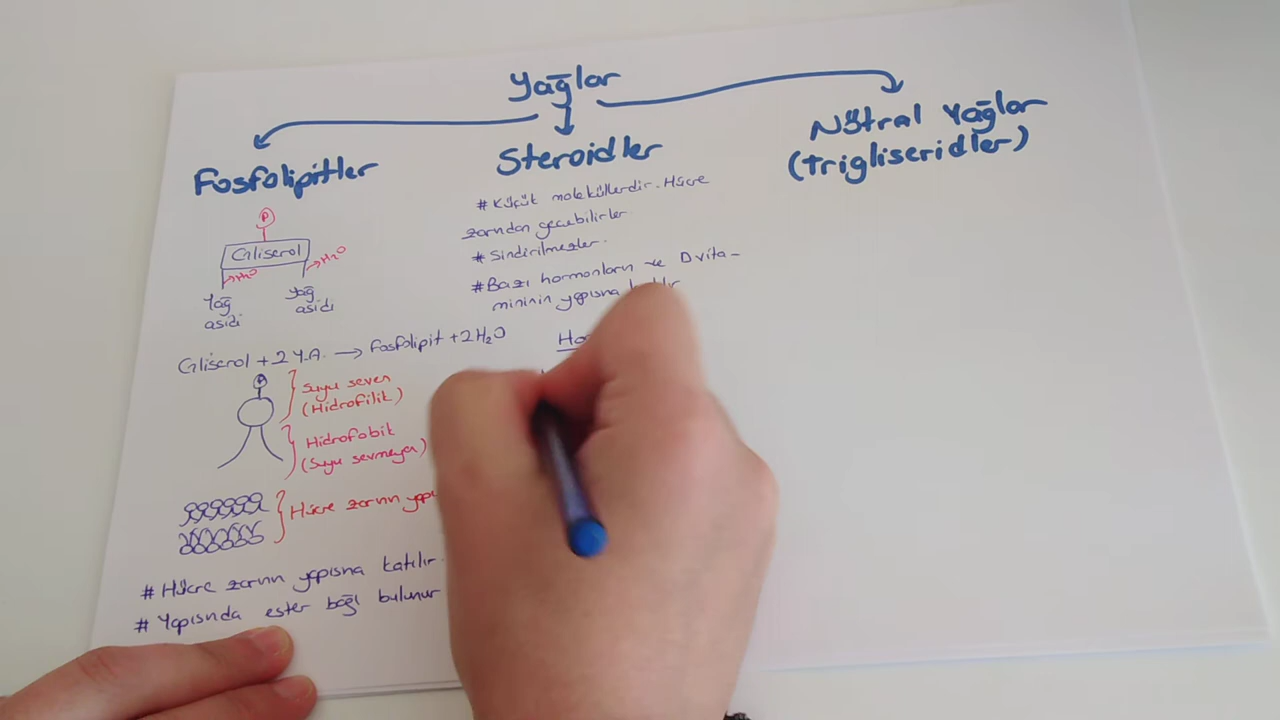 Yağlar
Fosfolipitler
P
Gliserol
H₂O
H₂O
Yağ
asidi
yağ
asidi
Gliserol + 2 Y.A. → Fosfolipit + 2H₂O
P
Suyu seven
(Hidrofilik)
Hidrofobik
(Suyu sevmeyen)
Hücre zarının
# Hücre zarının yapısına katılır.
# Yapısında ester bağı bulunur
Steroidler
# Küçük moleküllerdir. Hücre
zarından geçebilirler
# Sindirilmezler.
# Bazı hormonların ve D vita-
mininin yapısına
Nötral Yağlar
(Trigliseridler)